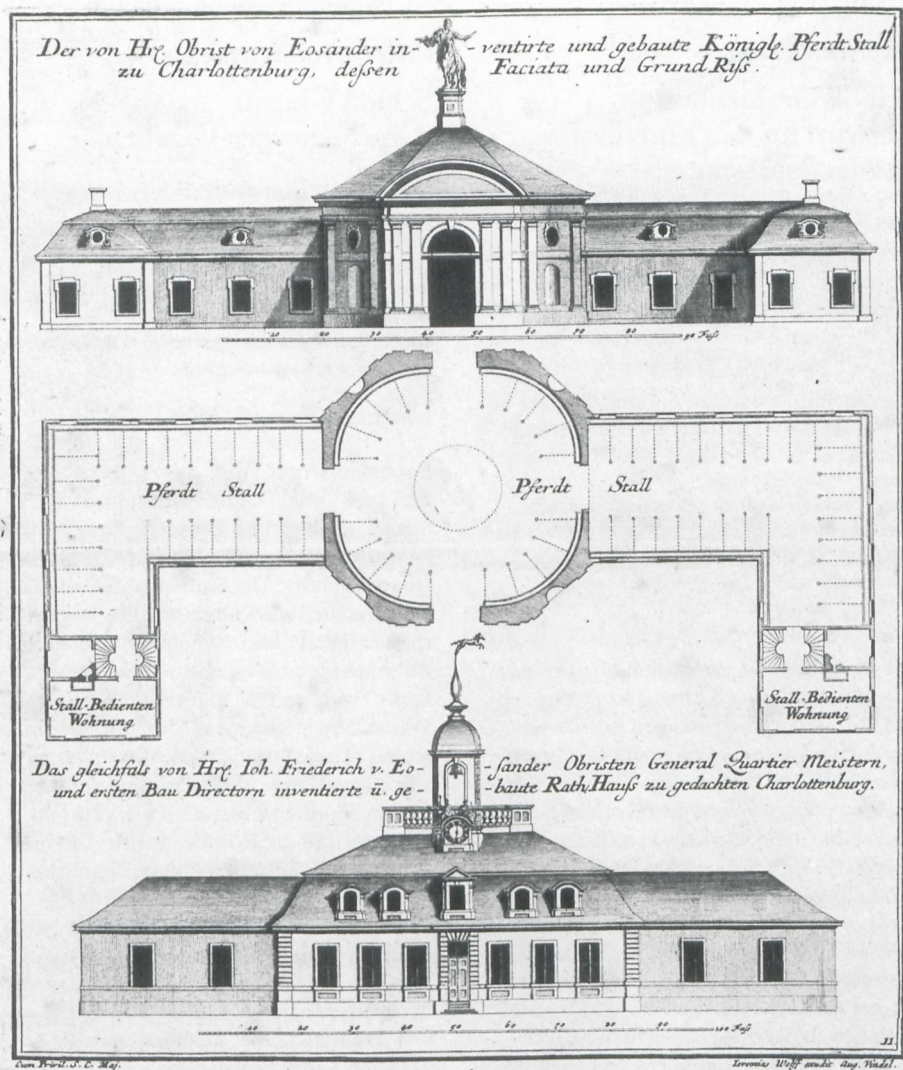 Der von Hr. Obrist von Eosander in- -ventirte und gebaute Königl. Pferdt Stall
zu Charlottenburg, deßen Faciata und Grund Riß.
10 20 30 40 50 60 70 80 90 Fuß
Pferdt Stall
Pferdt Stall
Stall-Bedienten
Wohnung
Stall-Bedienten
Wohnung
Das gleichfals von Hr. Ioh. Friederich v. Eo- -sander Obristen General Quartier Meistern,
und ersten Bau Directorn inventierte ü. ge- -baute Rath Hauß zu gedachten Charlottenburg.
10 20 30 40 50 60 70 80 90 100 Fuß
11
Cum Privil. S. C. Maj.
Ieremias Wolff excudit Aug. Vindel.